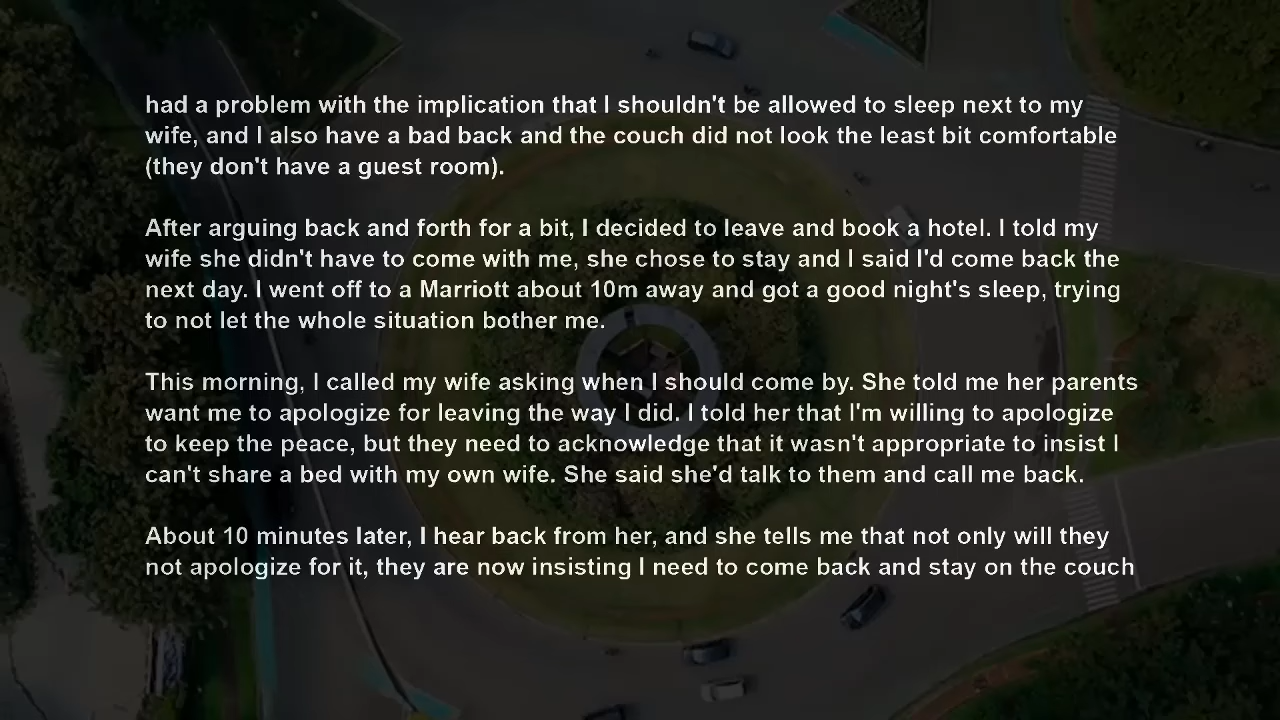 had a problem with the implication that I shouldn't be allowed to sleep next to my
wife, and I also have a bad back and the couch did not look the least bit comfortable
(they don't have a guest room).
After arguing back and forth for a bit, I decided to leave and book a hotel. I told my
wife she didn't have to come with me, she chose to stay and I said I'd come back the
next day. I went off to a Marriott about 10m away and got a good night's sleep, trying
to not let the whole situation bother me.
This morning, I called my wife asking when I should come by. She told me her parents
want me to apologize for leaving the way I did. I told her that I'm willing to apologize
to keep the peace, but they need to acknowledge that it wasn't appropriate to insist I
can't share a bed with my own wife. She said she'd talk to them and call me back.
About 10 minutes later, I hear back from her, and she tells me that not only will they
not apologize for it, they are now insisting I need to come back and stay on the couch